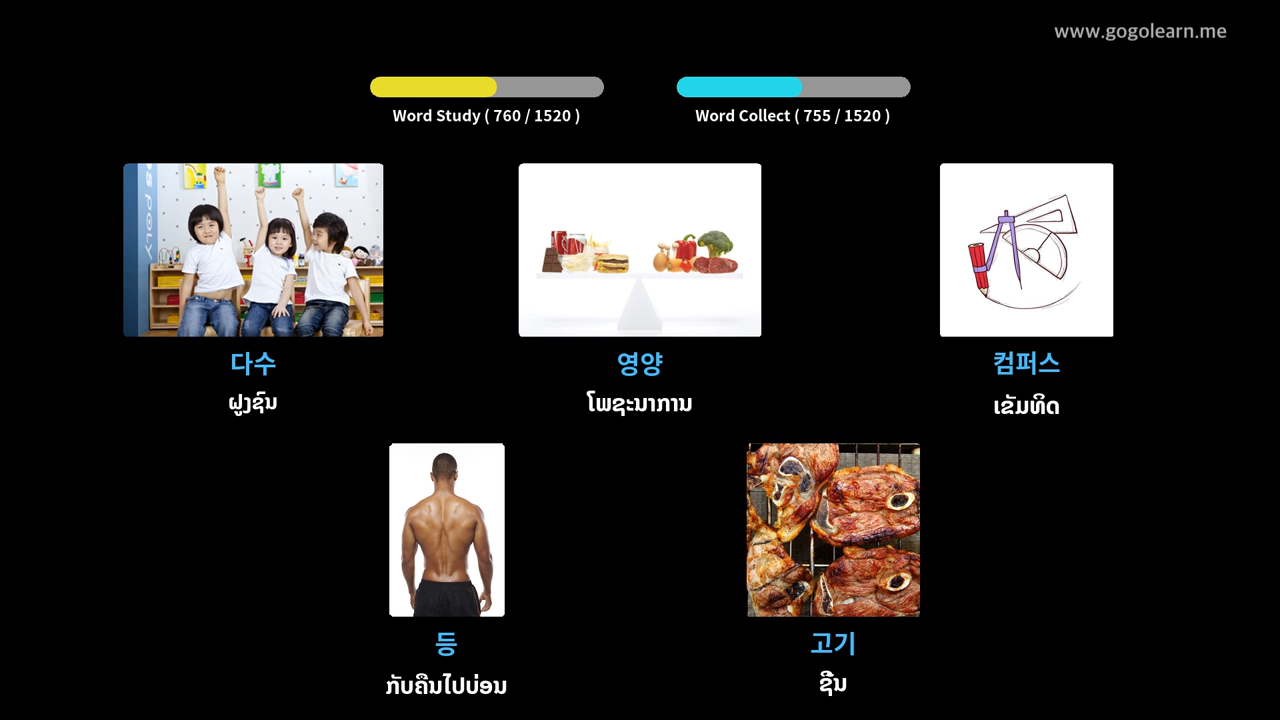 www.gogolearn.me
Word Study ( 760 / 1520 )
Word Collect ( 755 / 1520 )
POLY
다수
영양
컴퍼스
ຝູງຊົນ
ໂພຊະນາການ
ເຂັມທິດ
등
고기
ກັບຄືນໄປບ່ອນ
ຊີ້ນ